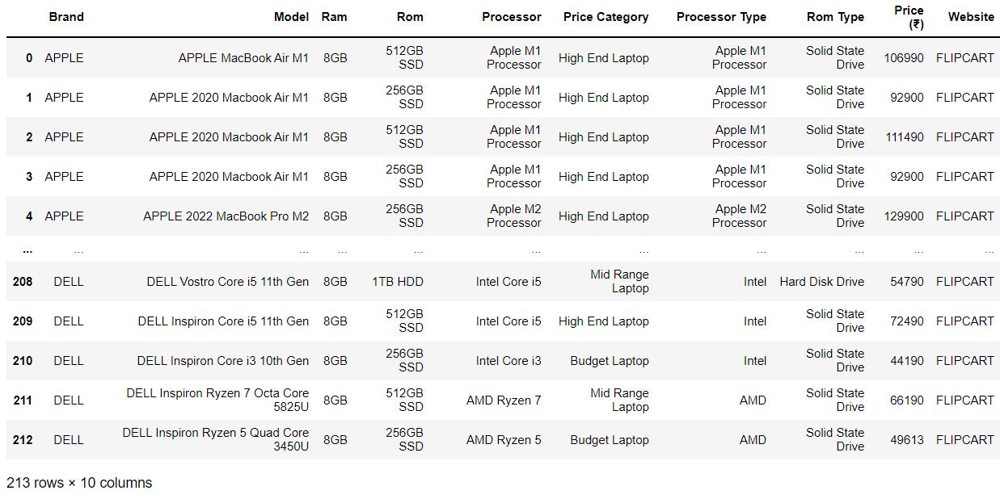 Brand Model Ram Rom Processor Price Category Processor Type Rom Type Price (₹) Website
0 APPLE APPLE MacBook Air M1 8GB 512GB SSD Apple M1 Processor High End Laptop Apple M1 Processor Solid State Drive 106990 FLIPCART
1 APPLE APPLE 2020 Macbook Air M1 8GB 256GB SSD Apple M1 Processor High End Laptop Apple M1 Processor Solid State Drive 92900 FLIPCART
2 APPLE APPLE 2020 Macbook Air M1 8GB 512GB SSD Apple M1 Processor High End Laptop Apple M1 Processor Solid State Drive 111490 FLIPCART
3 APPLE APPLE 2020 Macbook Air M1 8GB 256GB SSD Apple M1 Processor High End Laptop Apple M1 Processor Solid State Drive 92900 FLIPCART
4 APPLE APPLE 2022 MacBook Pro M2 8GB 256GB SSD Apple M2 Processor High End Laptop Apple M2 Processor Solid State Drive 129900 FLIPCART
... ... ... ... ... ... ... ... ... ... ...
208 DELL DELL Vostro Core i5 11th Gen 8GB 1TB HDD Intel Core i5 Mid Range Laptop Intel Hard Disk Drive 54790 FLIPCART
209 DELL DELL Inspiron Core i5 11th Gen 8GB 512GB SSD Intel Core i5 High End Laptop Intel Solid State Drive 72490 FLIPCART
210 DELL DELL Inspiron Core i3 10th Gen 8GB 256GB SSD Intel Core i3 Budget Laptop Intel Solid State Drive 44190 FLIPCART
211 DELL DELL Inspiron Ryzen 7 Octa Core 5825U 8GB 512GB SSD AMD Ryzen 7 Mid Range Laptop AMD Solid State Drive 66190 FLIPCART
212 DELL DELL Inspiron Ryzen 5 Quad Core 3450U 8GB 256GB SSD AMD Ryzen 5 Budget Laptop AMD Solid State Drive 49613 FLIPCART
213 rows × 10 columns